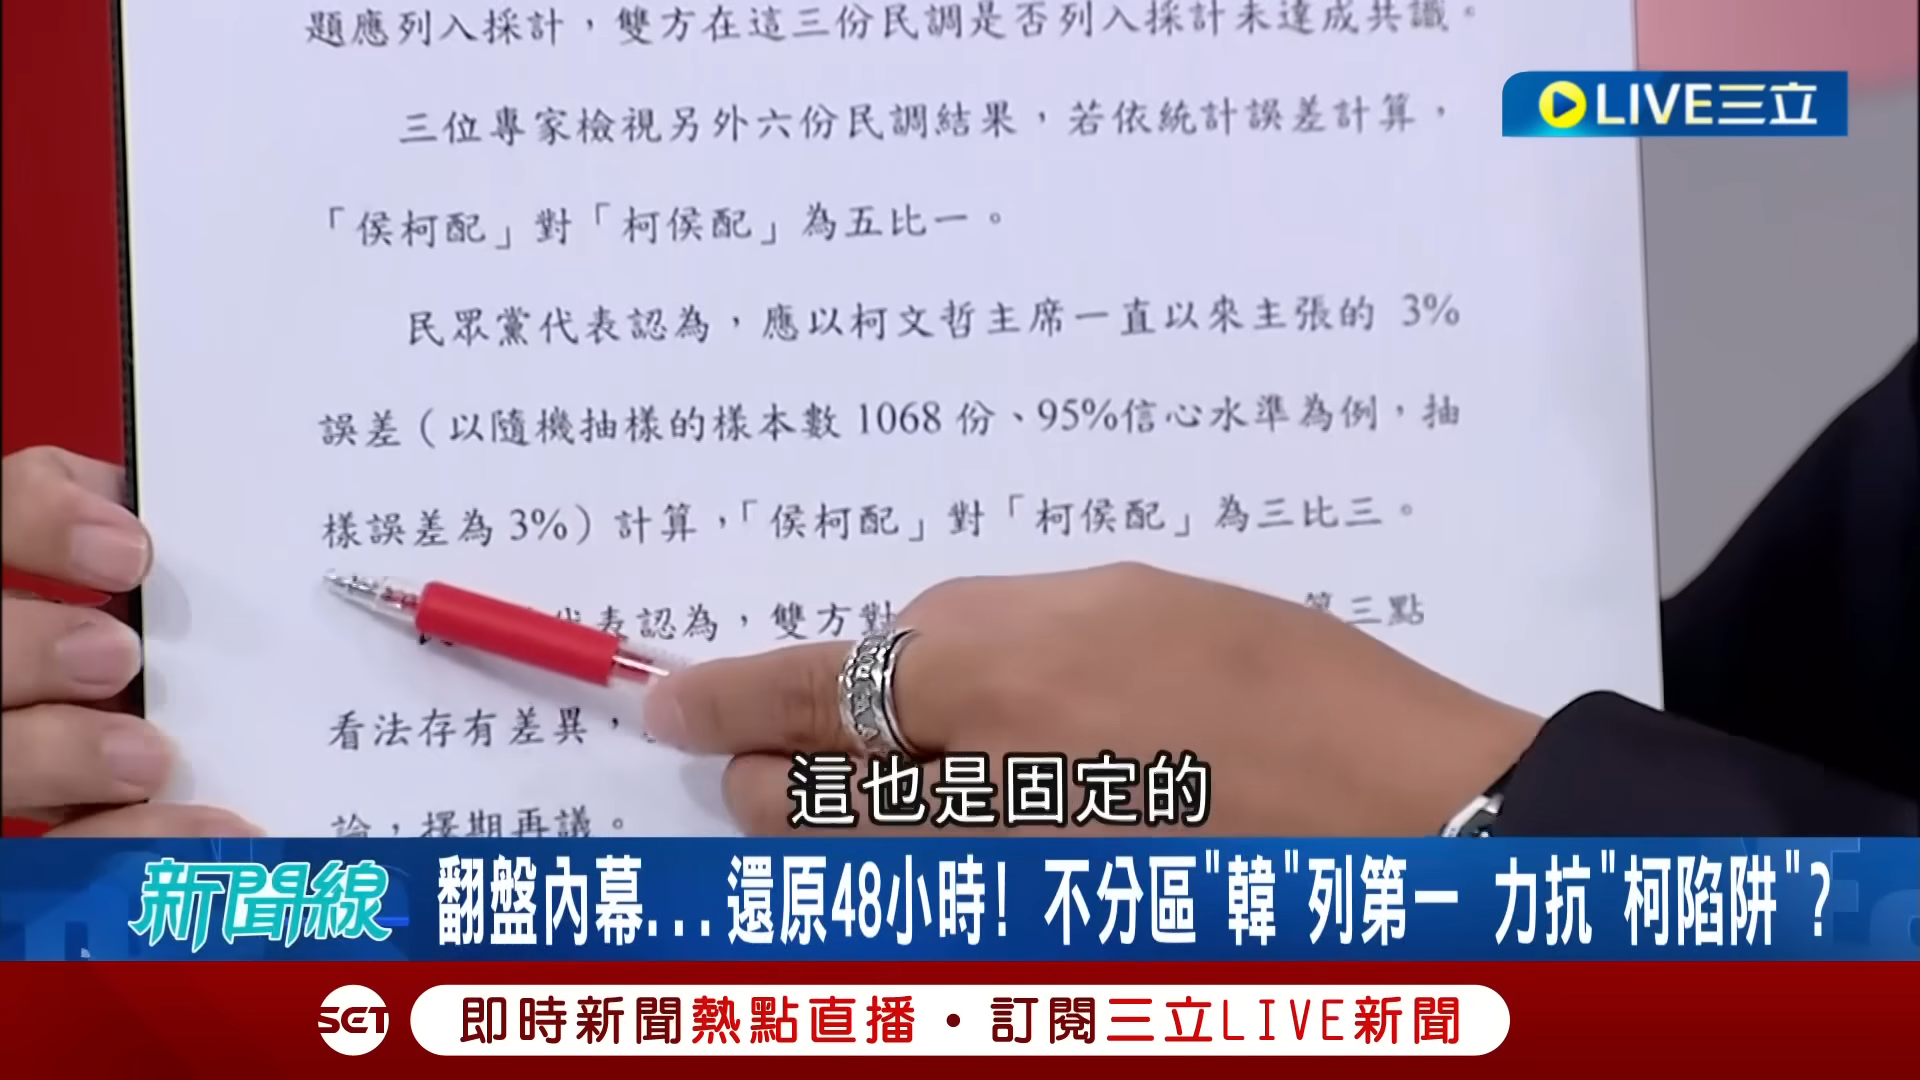 題應列入採計，雙方在這三份民調是否列入採計未達成共識。
LIVE三立
三位專家檢視另外六份民調結果，若依統計誤差計算，
「侯柯配」對「柯侯配」為五比一。
民眾黨代表認為，應以柯文哲主席一直以來主張的 3%
誤差（以隨機抽樣的樣本數 1068 份、95%信心水準為例，抽
樣誤差為 3%）計算，「侯柯配」對「柯侯配」為三比三。
代表認為，雙方對 第三點
看法存有差異，
論，擇期再議。
這也是固定的
新聞線
翻盤內幕...還原48小時! 不分區"韓"列第一 力抗"柯陷阱"?
SET 即時新聞熱點直播・訂閱三立LIVE新聞